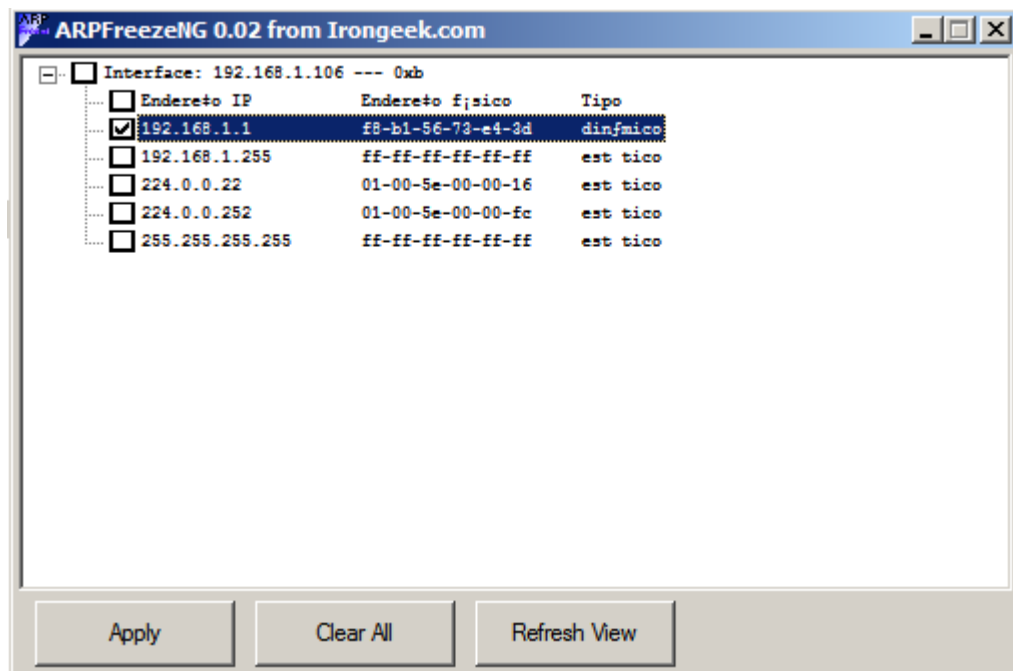 ARPFreezeNG 0.02 from Irongeek.com
Interface: 192.168.1.106 --- 0xb
Endere‡o IP Endere‡o f¡sico Tipo
192.168.1.1 f8-b1-56-73-e4-3d dinƒmico
192.168.1.255 ff-ff-ff-ff-ff-ff est tico
224.0.0.22 01-00-5e-00-00-16 est tico
224.0.0.252 01-00-5e-00-00-fc est tico
255.255.255.255 ff-ff-ff-ff-ff-ff est tico
Apply Clear All Refresh View